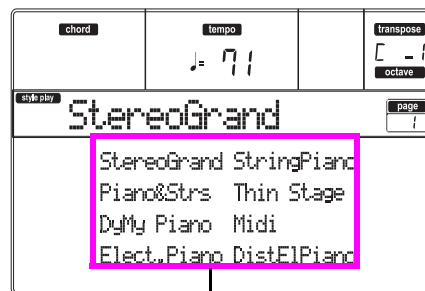 chord tempo transpose
♩= 71 C -1
octave
style play StereoGrand page
1
StereoGrand StringPiano
Piano&Strs Thin Stage
DyMy Piano Midi
Elect.Piano DistElPiano